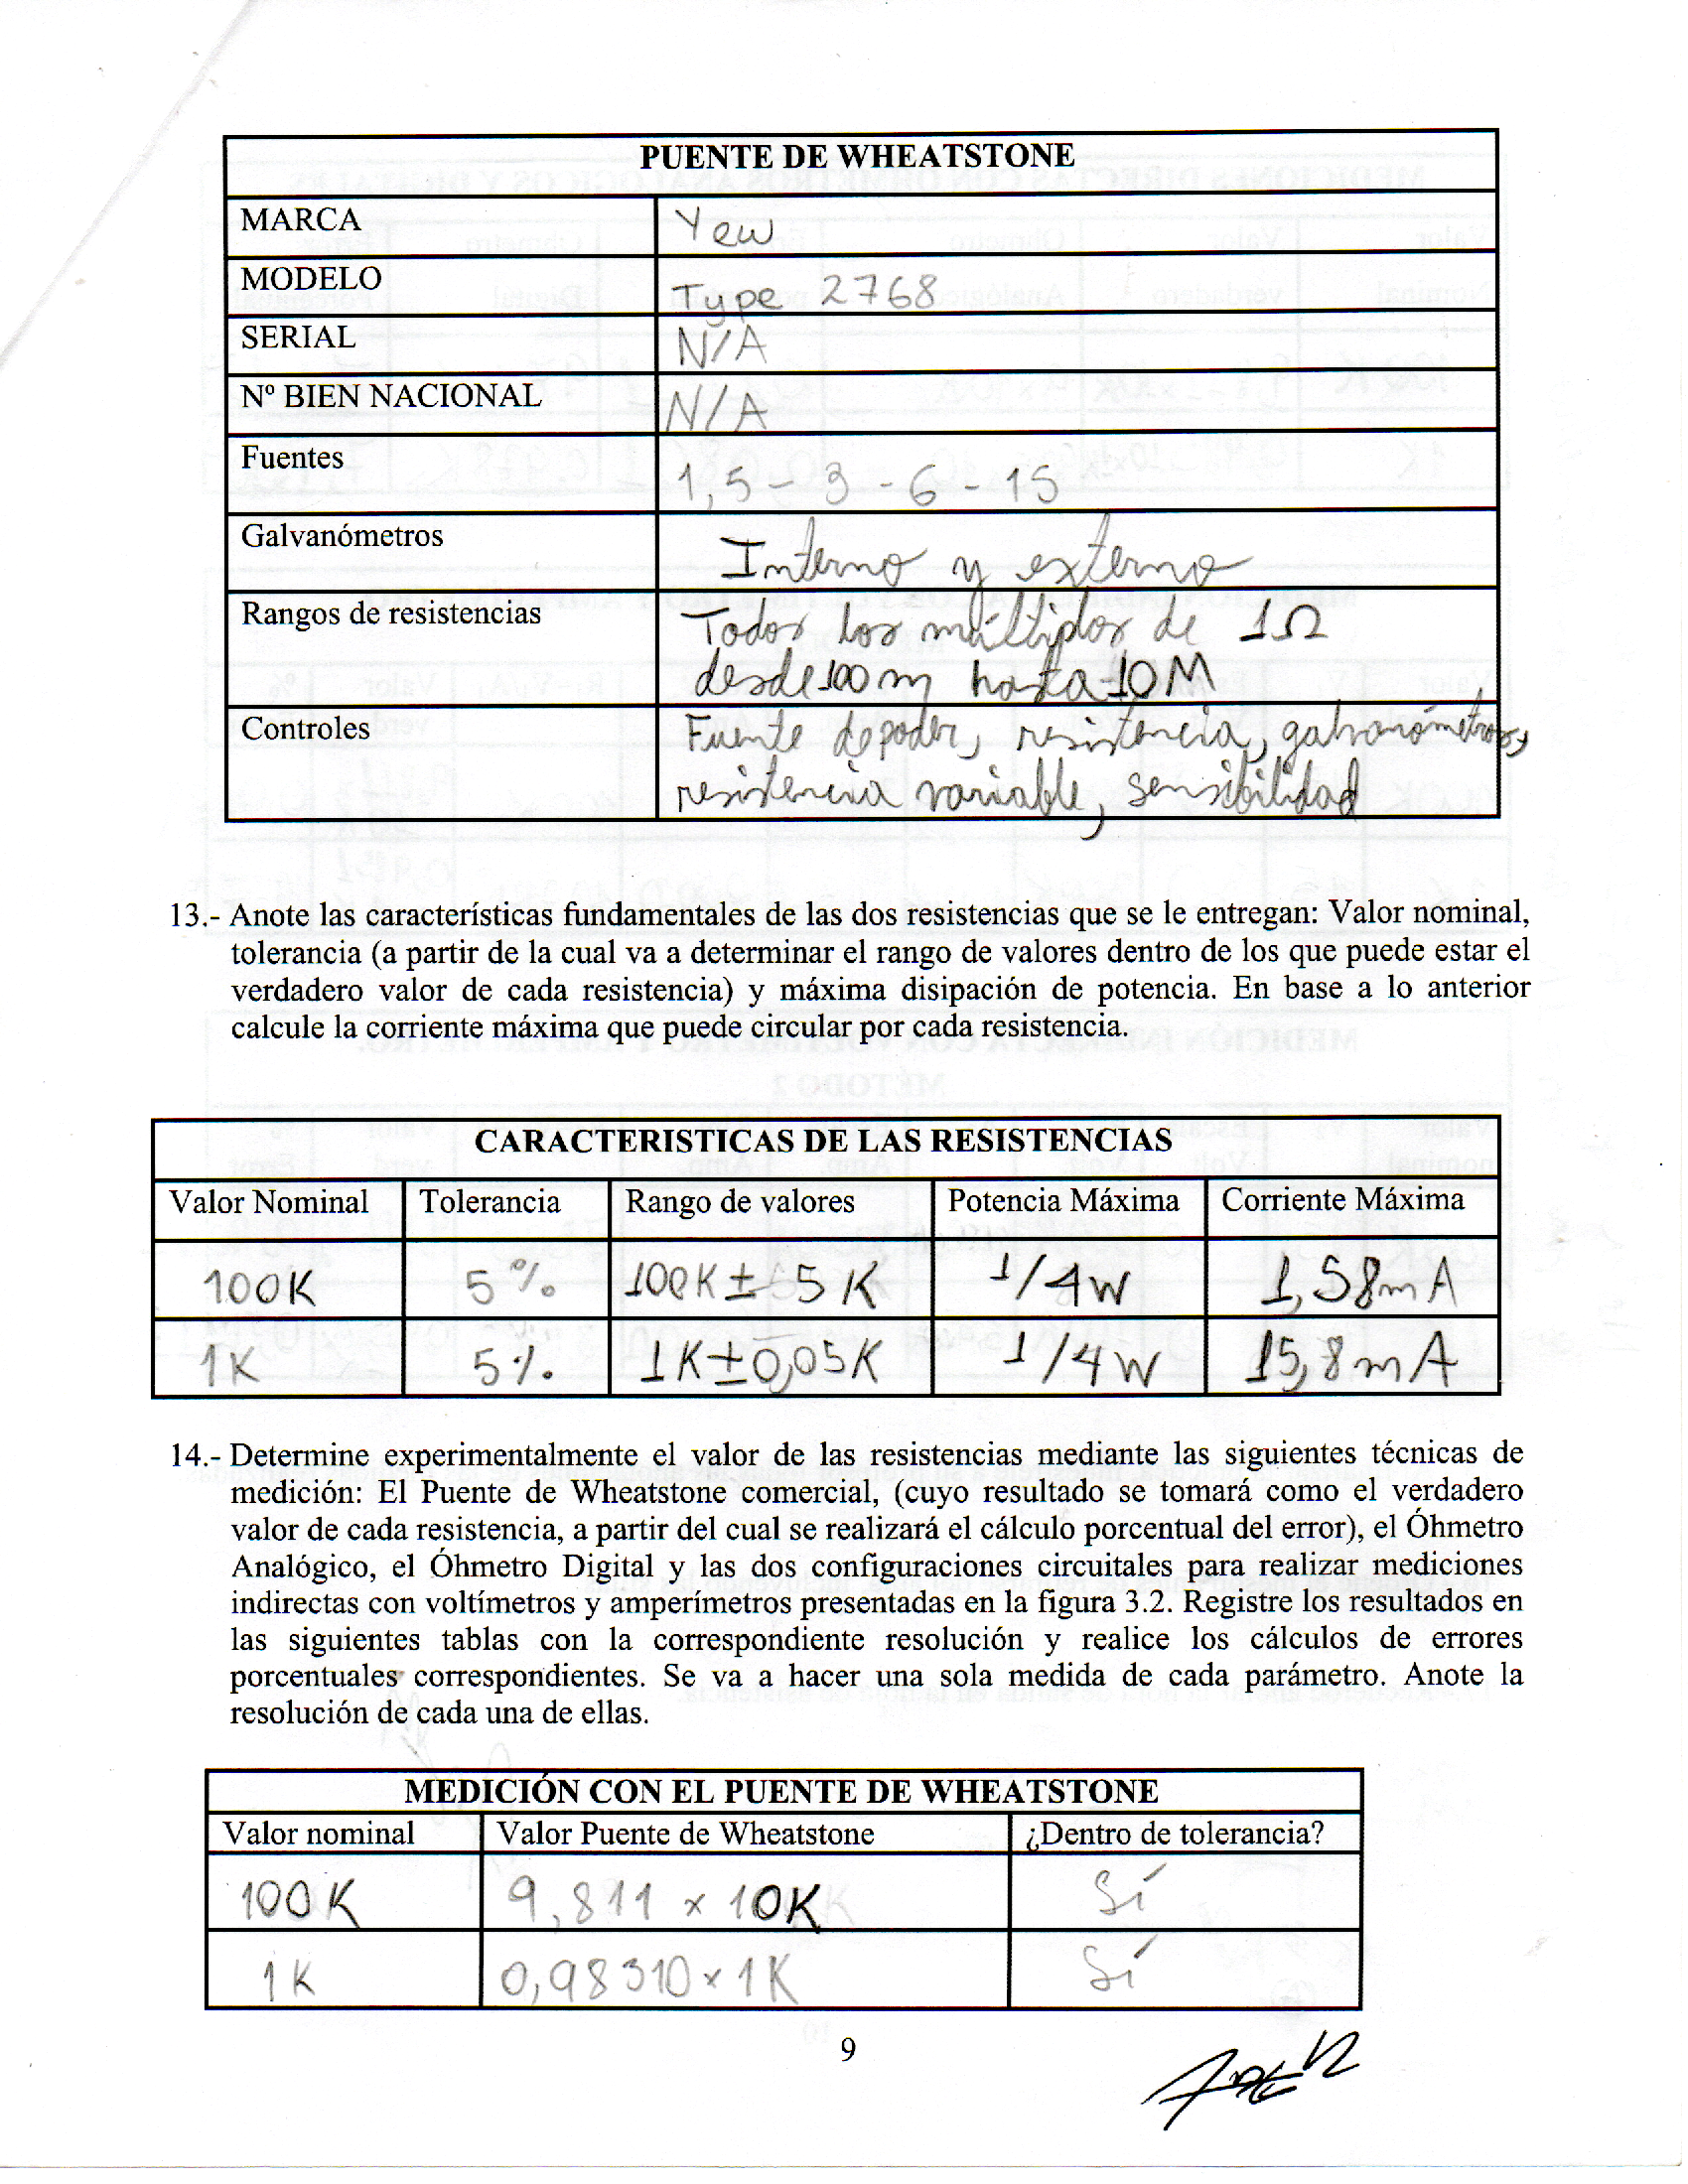 PUENTE DE WHEATSTONE
MARCA Yew
MODELO Type 2768
SERIAL N/A
Nº BIEN NACIONAL N/A
Fuentes 1,5 - 3 - 6 - 15
Galvanómetros Interno y externo
Rangos de resistencias Todos los múltiplos de 1Ω
desde 100 m hasta 10M
Controles Fuente de poder, resistencia, galvanómetros,
resistencia variable, sensibilidad
13.- Anote las características fundamentales de las dos resistencias que se le entregan: Valor nominal,
tolerancia (a partir de la cual va a determinar el rango de valores dentro de los que puede estar el
verdadero valor de cada resistencia) y máxima disipación de potencia. En base a lo anterior
calcule la corriente máxima que puede circular por cada resistencia.
CARACTERISTICAS DE LAS RESISTENCIAS
Valor Nominal Tolerancia Rango de valores Potencia Máxima Corriente Máxima
100K 5% 100K ± 5K 1/4W 1,58mA
1K 5% 1K±0,05K 1/4W 15,8mA
14.- Determine experimentalmente el valor de las resistencias mediante las siguientes técnicas de
medición: El Puente de Wheatstone comercial, (cuyo resultado se tomará como el verdadero
valor de cada resistencia, a partir del cual se realizará el cálculo porcentual del error), el Óhmetro
Analógico, el Óhmetro Digital y las dos configuraciones circuitales para realizar mediciones
indirectas con voltímetros y amperímetros presentadas en la figura 3.2. Registre los resultados en
las siguientes tablas con la correspondiente resolución y realice los cálculos de errores
porcentuales correspondientes. Se va a hacer una sola medida de cada parámetro. Anote la
resolución de cada una de ellas.
MEDICIÓN CON EL PUENTE DE WHEATSTONE
Valor nominal Valor Puente de Wheatstone ¿Dentro de tolerancia?
100K 9,811 x 10K Sí
1K 0,98310 x 1K Sí
9